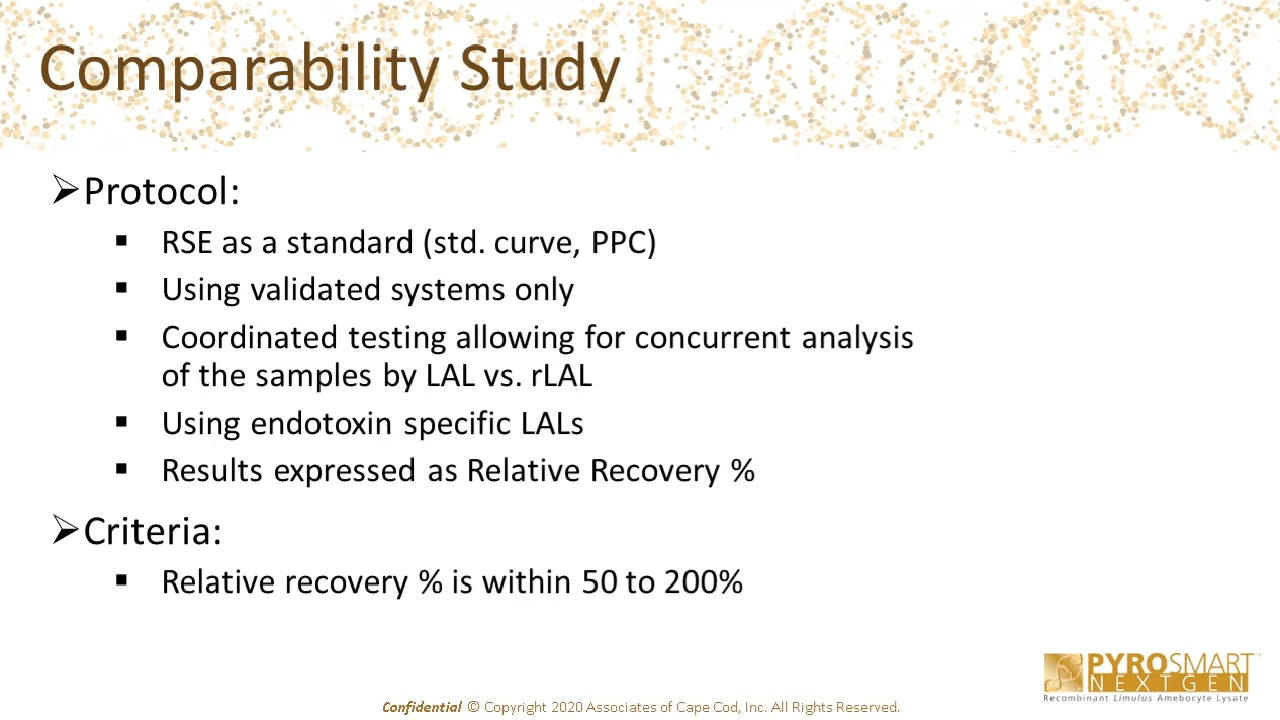 Comparability Study
➢Protocol:
▪ RSE as a standard (std. curve, PPC)
▪ Using validated systems only
▪ Coordinated testing allowing for concurrent analysis
of the samples by LAL vs. rLAL
▪ Using endotoxin specific LALs
▪ Results expressed as Relative Recovery %
➢Criteria:
▪ Relative recovery % is within 50 to 200%
PYROSMART™
NEXTGEN
Recombinant Limulus Amebocyte Lysate
Confidential © Copyright 2020 Associates of Cape Cod, Inc. All Rights Reserved.